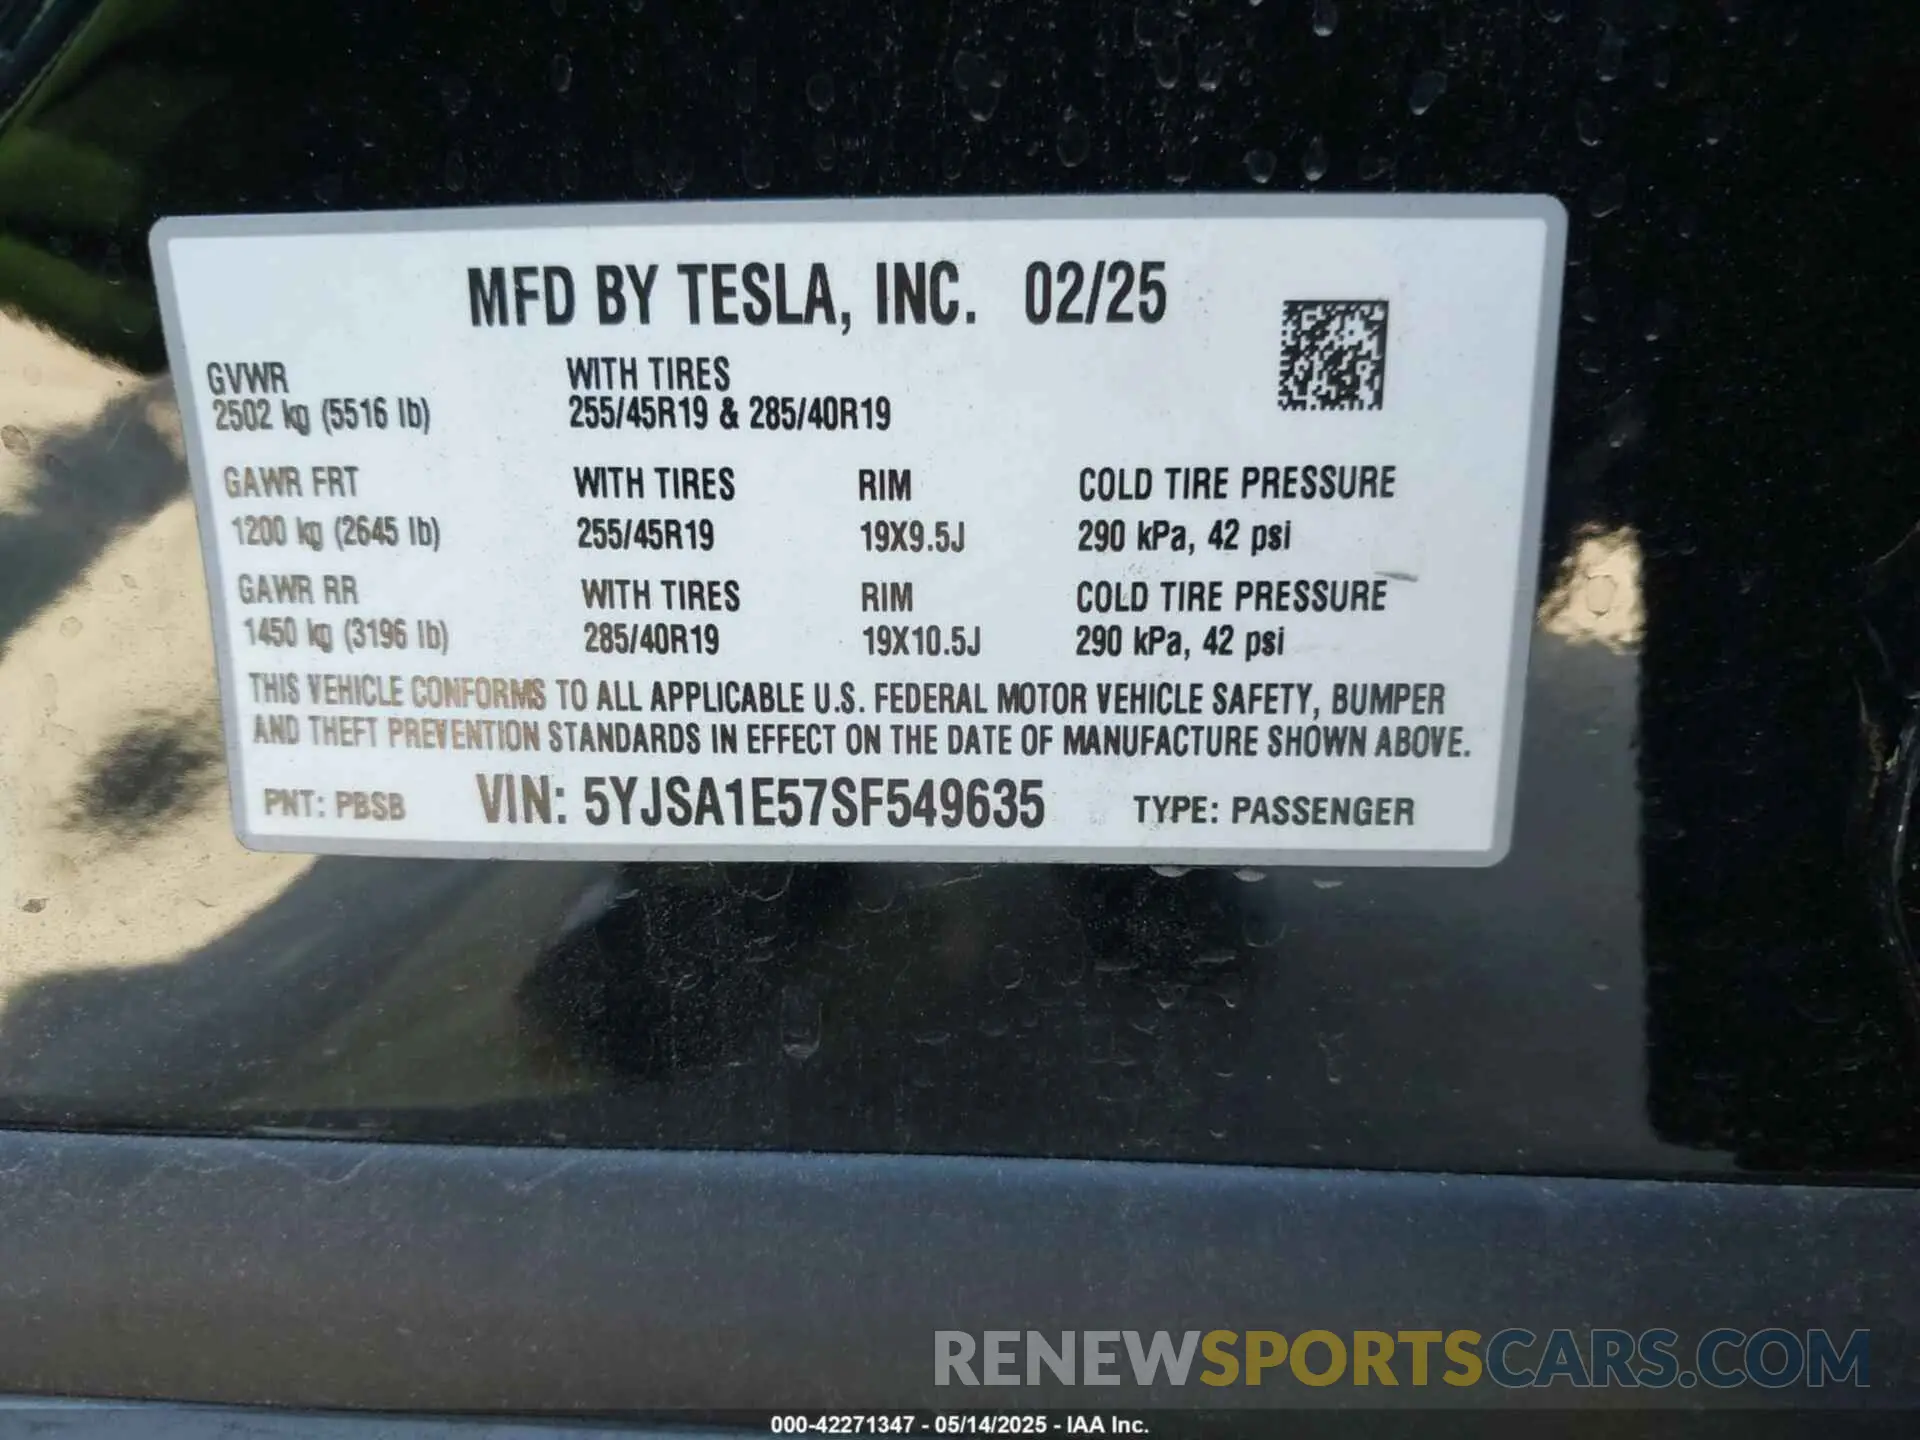 MFD BY TESLA, INC. 02/25
GVWR WITH TIRES
2502 kg (5516 lb) 255/45R19 & 285/40R19
GAWR FRT WITH TIRES RIM COLD TIRE PRESSURE
1200 kg (2645 lb) 255/45R19 19X9.5J 290 kPa, 42 psi
GAWR RR WITH TIRES RIM COLD TIRE PRESSURE
1450 kg (3196 lb) 285/40R19 19X10.5J 290 kPa, 42 psi
THIS VEHICLE CONFORMS TO ALL APPLICABLE U.S. FEDERAL MOTOR VEHICLE SAFETY, BUMPER
AND THEFT PREVENTION STANDARDS IN EFFECT ON THE DATE OF MANUFACTURE SHOWN ABOVE.
PNT: PBSB VIN: 5YJSA1E57SF549635 TYPE: PASSENGER
RENEWSPORTSCARS.COM
000-42271347 - 05/14/2025 - IAA Inc.